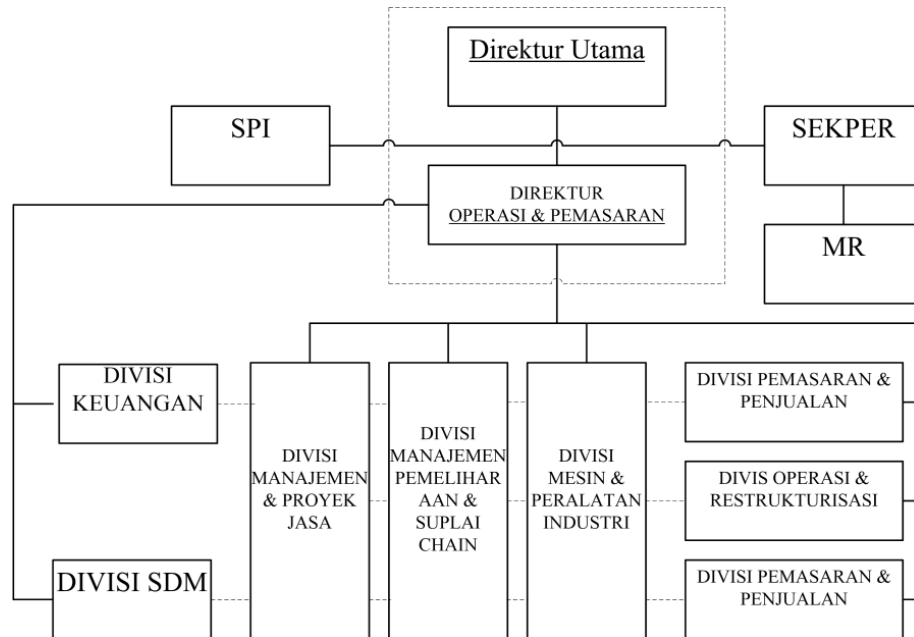 Direktur Utama
SPI
SEKPER
DIREKTUR
OPERASI & PEMASARAN
MR
DIVISI
KEUANGAN
DIVISI
MANAJEMEN
& PROYEK
JASA
DIVISI
MANAJEMEN
PEMELIHAR
AAN &
SUPLAI
CHAIN
DIVISI
MESIN &
PERALATAN
INDUSTRI
DIVISI PEMASARAN &
PENJUALAN
DIVIS OPERASI &
RESTRUKTURISASI
DIVISI SDM
DIVISI PEMASARAN &
PENJUALAN